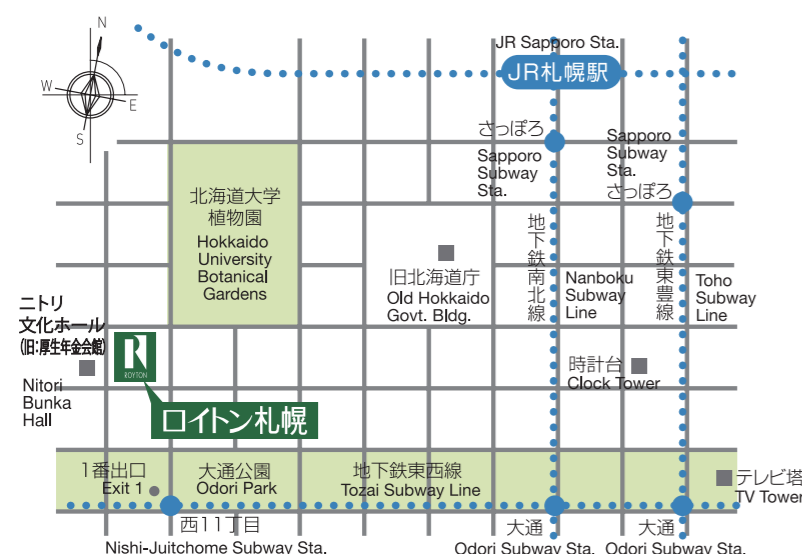 N
W
E
S
JR Sapporo Sta.
JR札幌駅
さっぽろ
Sapporo
Subway
Sta.
Sapporo
Subway
Sta.
さっぽろ
北海道大学
植物園
Hokkaido
University
Botanical
Gardens
旧北海道庁
Old Hokkaido
Govt. Bldg.
地下鉄南北線
Nanboku
Subway
Line
地下鉄東豊線
Toho
Subway
Line
ニトリ
文化ホール
(旧:厚生年金会館)
Nitori
Bunka
Hall
R
ROYTON
ロイトン札幌
時計台
Clock Tower
1番出口
Exit 1
大通公園
Odori Park
地下鉄東西線
Tozai Subway Line
テレビ塔
TV Tower
西11丁目
Nishi-Juitchome Subway Sta.
大通
Odori Subway Sta.
大通
Odori Subway Sta.